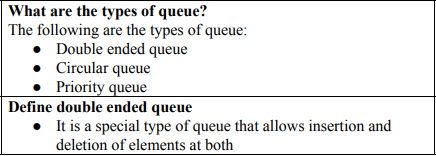 What are the types of queue?
The following are the types of queue:
● Double ended queue
● Circular queue
● Priority queue
Define double ended queue
● It is a special type of queue that allows insertion and
deletion of elements at both